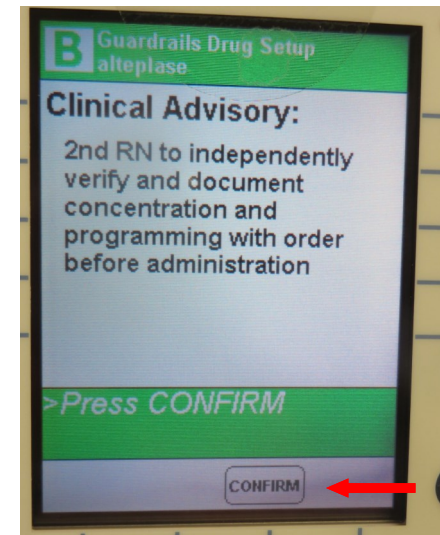 B Guardrails Drug Setup
alteplase
Clinical Advisory:
2nd RN to independently
verify and document
concentration and
programming with order
before administration
>Press CONFIRM
CONFIRM